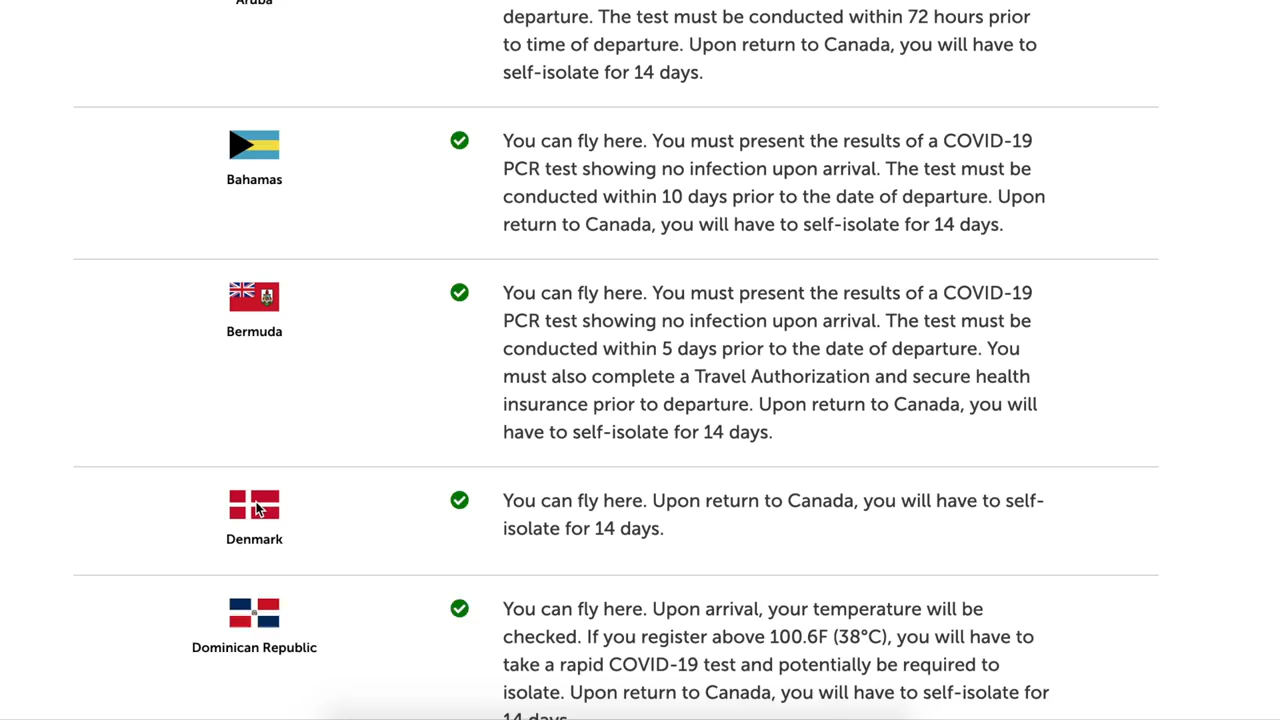 Aruba
departure. The test must be conducted within 72 hours prior
to time of departure. Upon return to Canada, you will have to
self-isolate for 14 days.
Bahamas
You can fly here. You must present the results of a COVID-19
PCR test showing no infection upon arrival. The test must be
conducted within 10 days prior to the date of departure. Upon
return to Canada, you will have to self-isolate for 14 days.
Bermuda
You can fly here. You must present the results of a COVID-19
PCR test showing no infection upon arrival. The test must be
conducted within 5 days prior to the date of departure. You
must also complete a Travel Authorization and secure health
insurance prior to departure. Upon return to Canada, you will
have to self-isolate for 14 days.
Denmark
You can fly here. Upon return to Canada, you will have to self-
isolate for 14 days.
Dominican Republic
You can fly here. Upon arrival, your temperature will be
checked. If you register above 100.6F (38°C), you will have to
take a rapid COVID-19 test and potentially be required to
isolate. Upon return to Canada, you will have to self-isolate for
14 days.